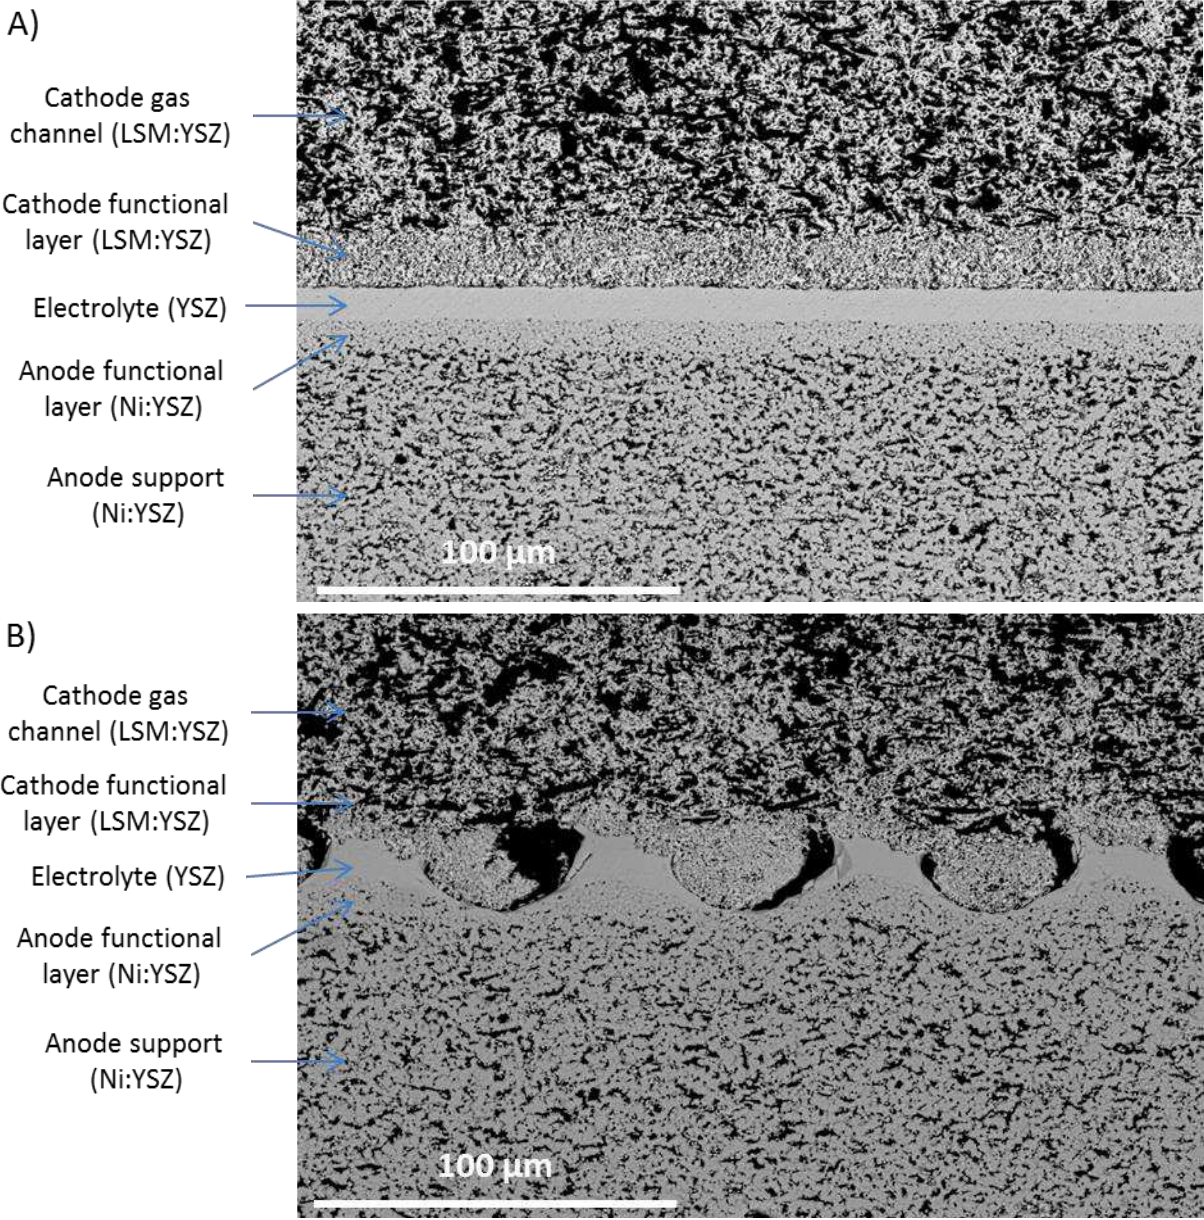 A)
Cathode gas
channel (LSM:YSZ)
Cathode functional
layer (LSM:YSZ)
Electrolyte (YSZ)
Anode functional
layer (Ni:YSZ)
Anode support
(Ni:YSZ)
100 µm
B)
Cathode gas
channel (LSM:YSZ)
Cathode functional
layer (LSM:YSZ)
Electrolyte (YSZ)
Anode functional
layer (Ni:YSZ)
Anode support
(Ni:YSZ)
100 µm